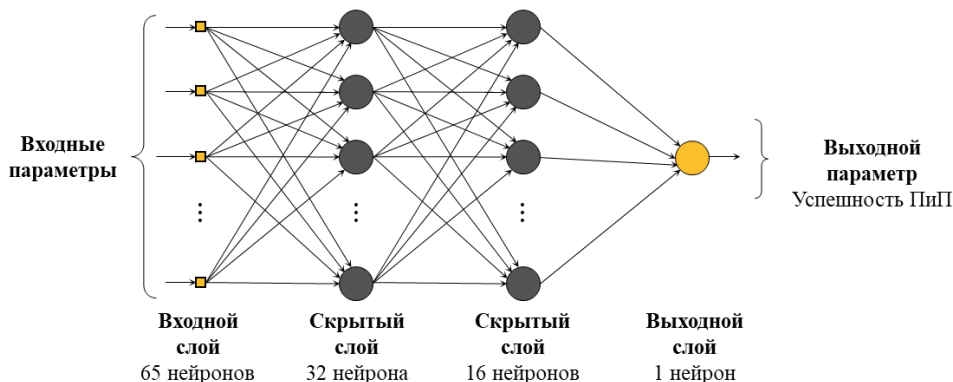 Входные
параметры
Выходной
параметр
Успешность ПиП
Входной
слой
65 нейронов
Скрытый
слой
32 нейрона
Скрытый
слой
16 нейронов
Выходной
слой
1 нейрон